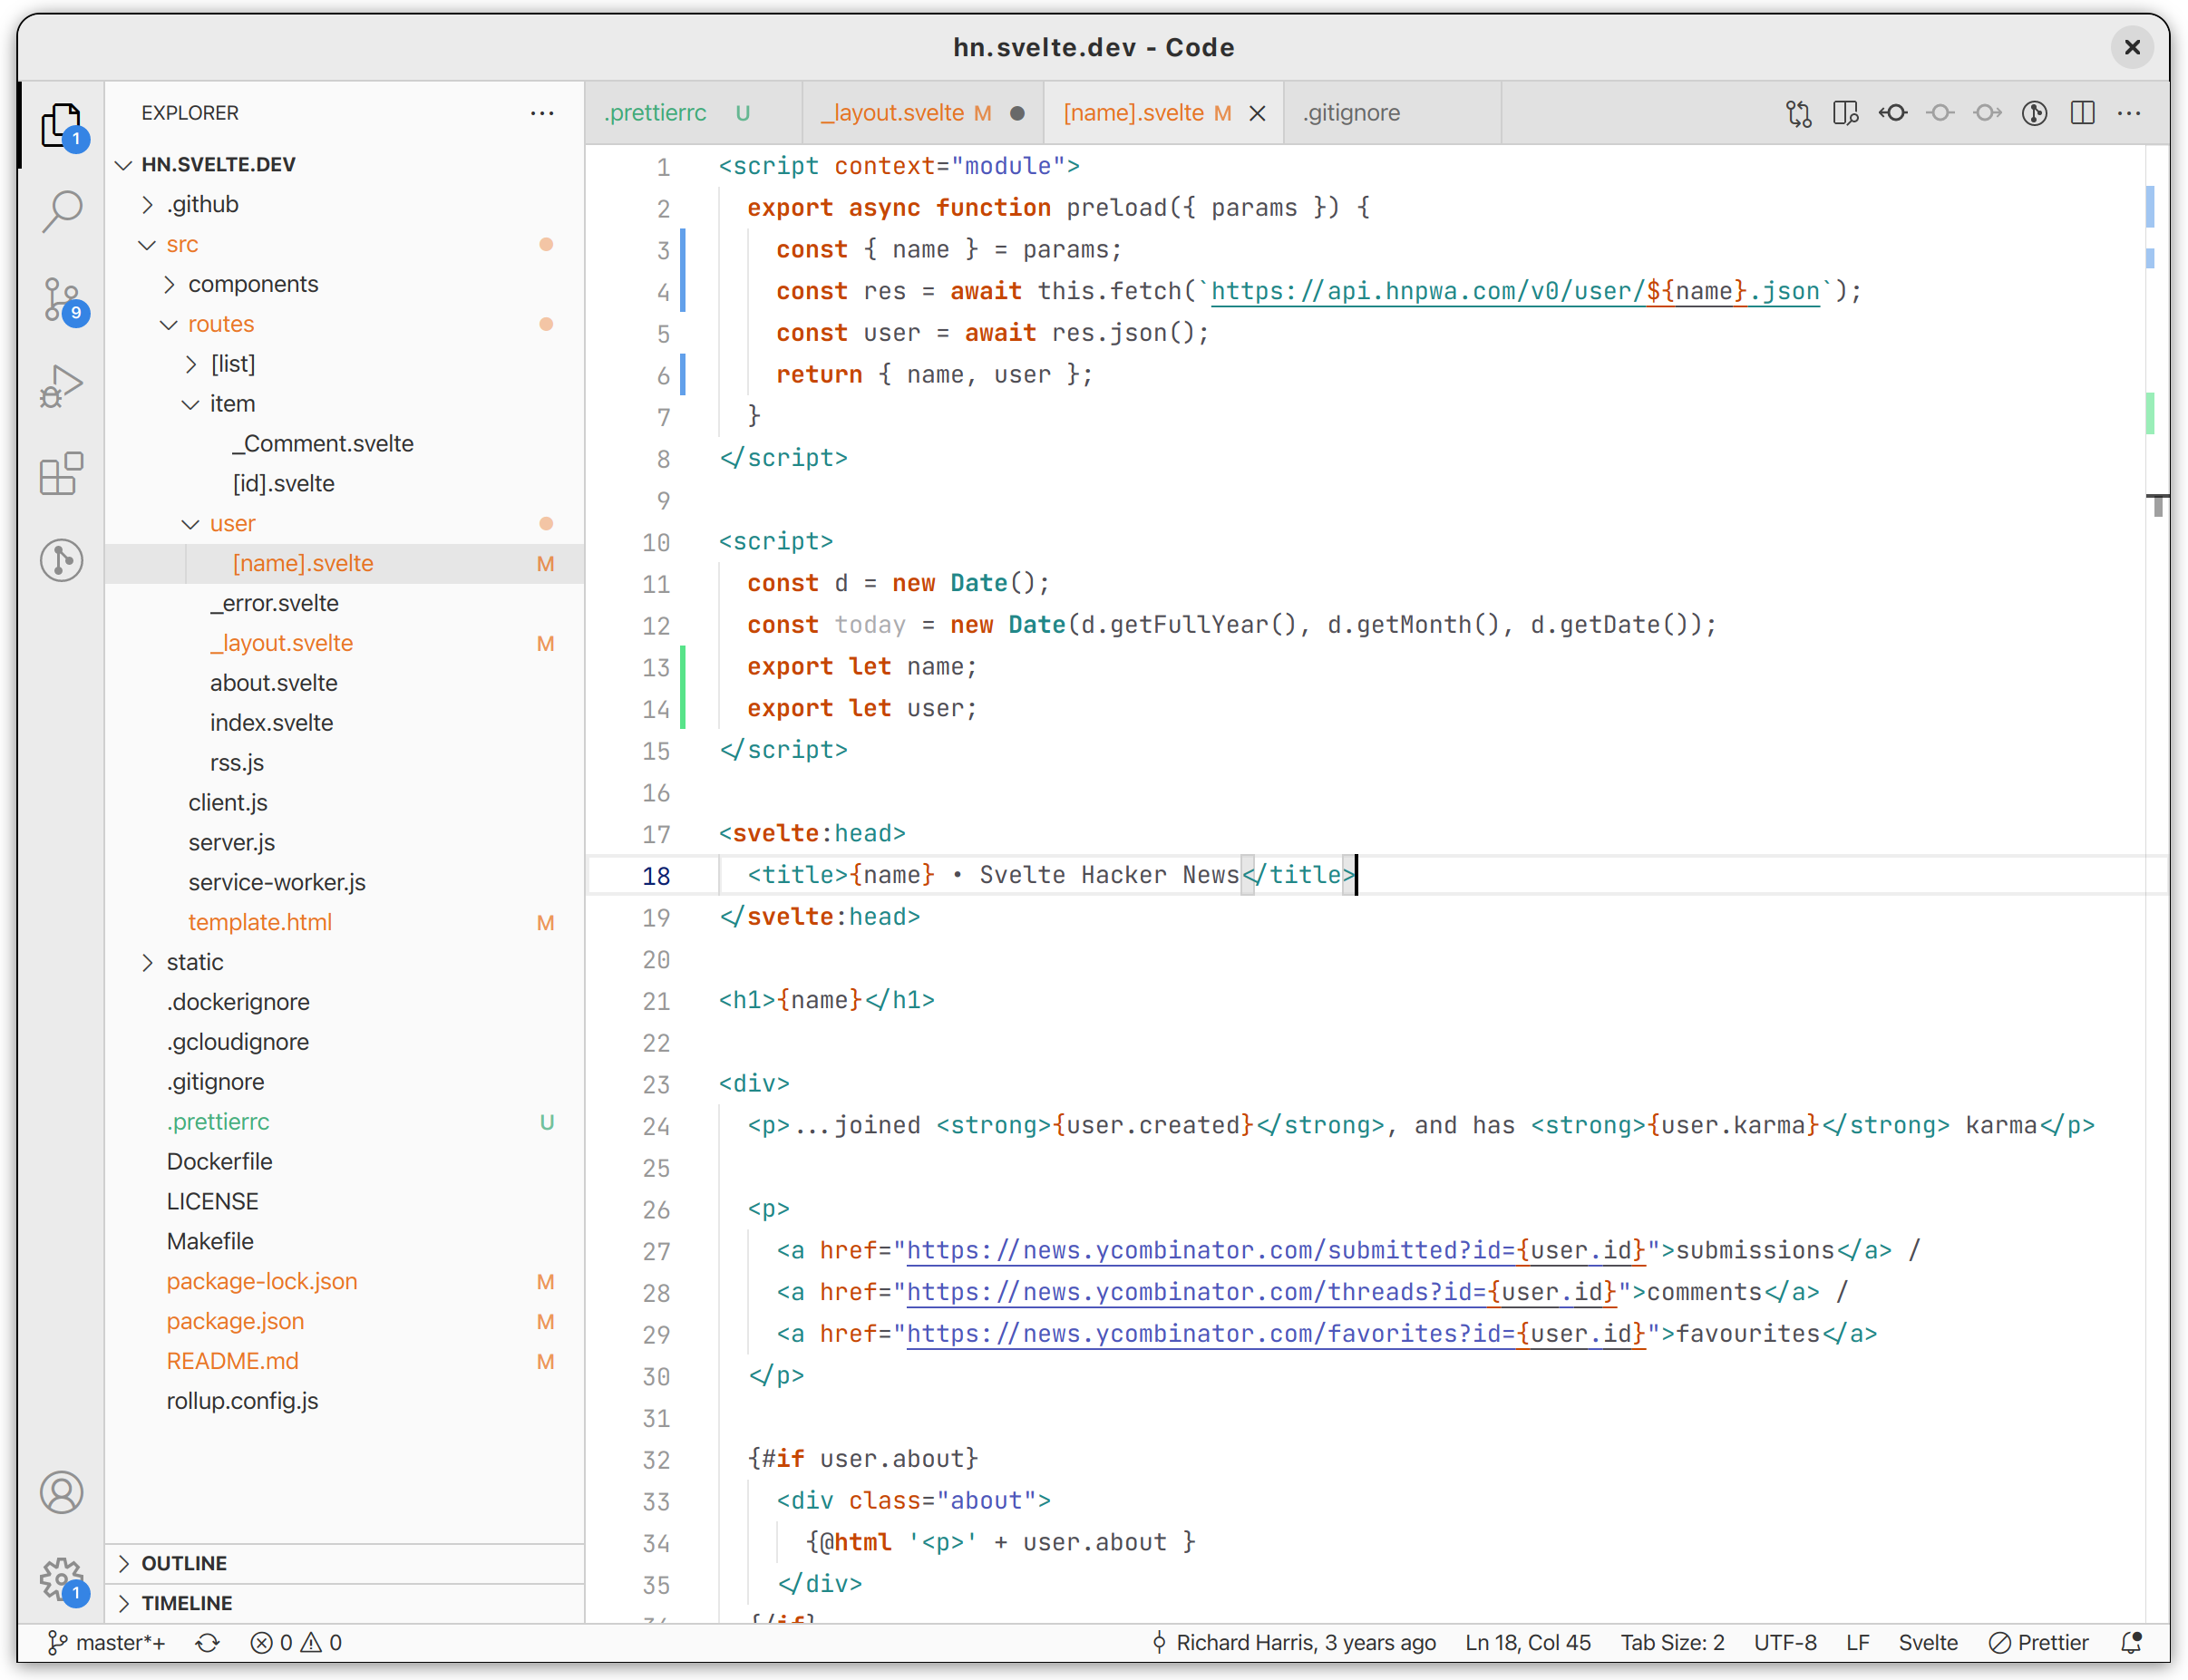 hn.svelte.dev - Code
1
9
1
EXPLORER
HN.SVELTE.DEV
.github
src
components
routes
[list]
item
_Comment.svelte
[id].svelte
user
[name].svelte M
_error.svelte
_layout.svelte M
about.svelte
index.svelte
rss.js
client.js
server.js
service-worker.js
template.html M
static
.dockerignore
.gcloudignore
.gitignore
.prettierrc U
Dockerfile
LICENSE
Makefile
package-lock.json M
package.json M
README.md M
rollup.config.js
OUTLINE
TIMELINE
.prettierrc U _layout.svelte M [name].svelte M .gitignore
1 <script context="module">
2 export async function preload({ params }) {
3 const { name } = params;
4 const res = await this.fetch(`https://api.hnpwa.com/v0/user/${name}.json`);
5 const user = await res.json();
6 return { name, user };
7 }
8 </script>
9
10 <script>
11 const d = new Date();
12 const today = new Date(d.getFullYear(), d.getMonth(), d.getDate());
13 export let name;
14 export let user;
15 </script>
16
17 <svelte:head>
18 <title>{name} • Svelte Hacker News</title>
19 </svelte:head>
20
21 <h1>{name}</h1>
22
23 <div>
24 <p>...joined <strong>{user.created}</strong>, and has <strong>{user.karma}</strong> karma</p>
25
26 <p>
27 <a href="https://news.ycombinator.com/submitted?id={user.id}">submissions</a> /
28 <a href="https://news.ycombinator.com/threads?id={user.id}">comments</a> /
29 <a href="https://news.ycombinator.com/favorites?id={user.id}">favourites</a>
30 </p>
31
32 {#if user.about}
33 <div class="about">
34 {@html '<p>' + user.about }
35 </div>
{/if}
master*+ 0 0 Richard Harris, 3 years ago Ln 18, Col 45 Tab Size: 2 UTF-8 LF Svelte Prettier